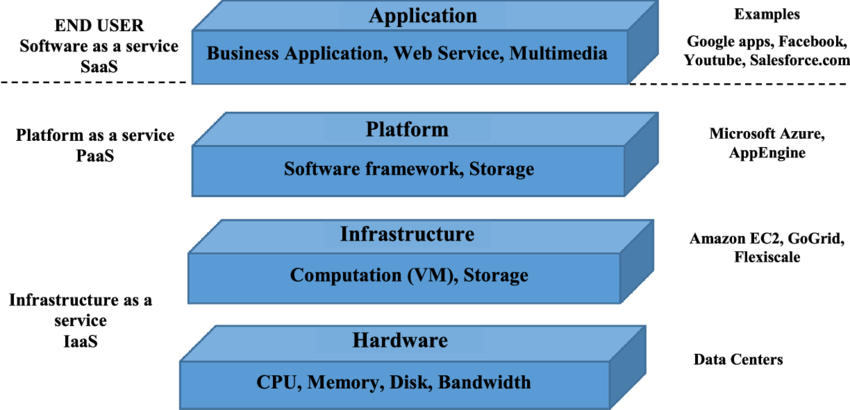 END USER
Software as a service
SaaS
Application
Business Application, Web Service, Multimedia
Examples
Google apps, Facebook,
Youtube, Salesforce.com
Platform as a service
PaaS
Platform
Software framework, Storage
Microsoft Azure,
AppEngine
Infrastructure as a
service
IaaS
Infrastructure
Computation (VM), Storage
Amazon EC2, GoGrid,
Flexiscale
Hardware
CPU, Memory, Disk, Bandwidth
Data Centers